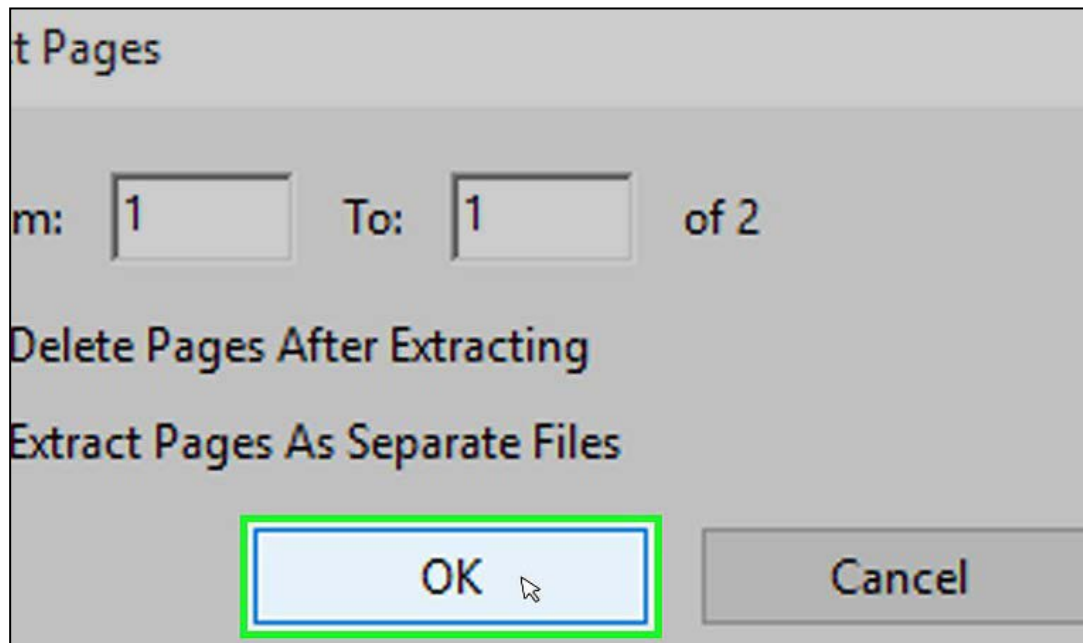 t Pages
m: 1 To: 1 of 2
Delete Pages After Extracting
Extract Pages As Separate Files
OK Cancel